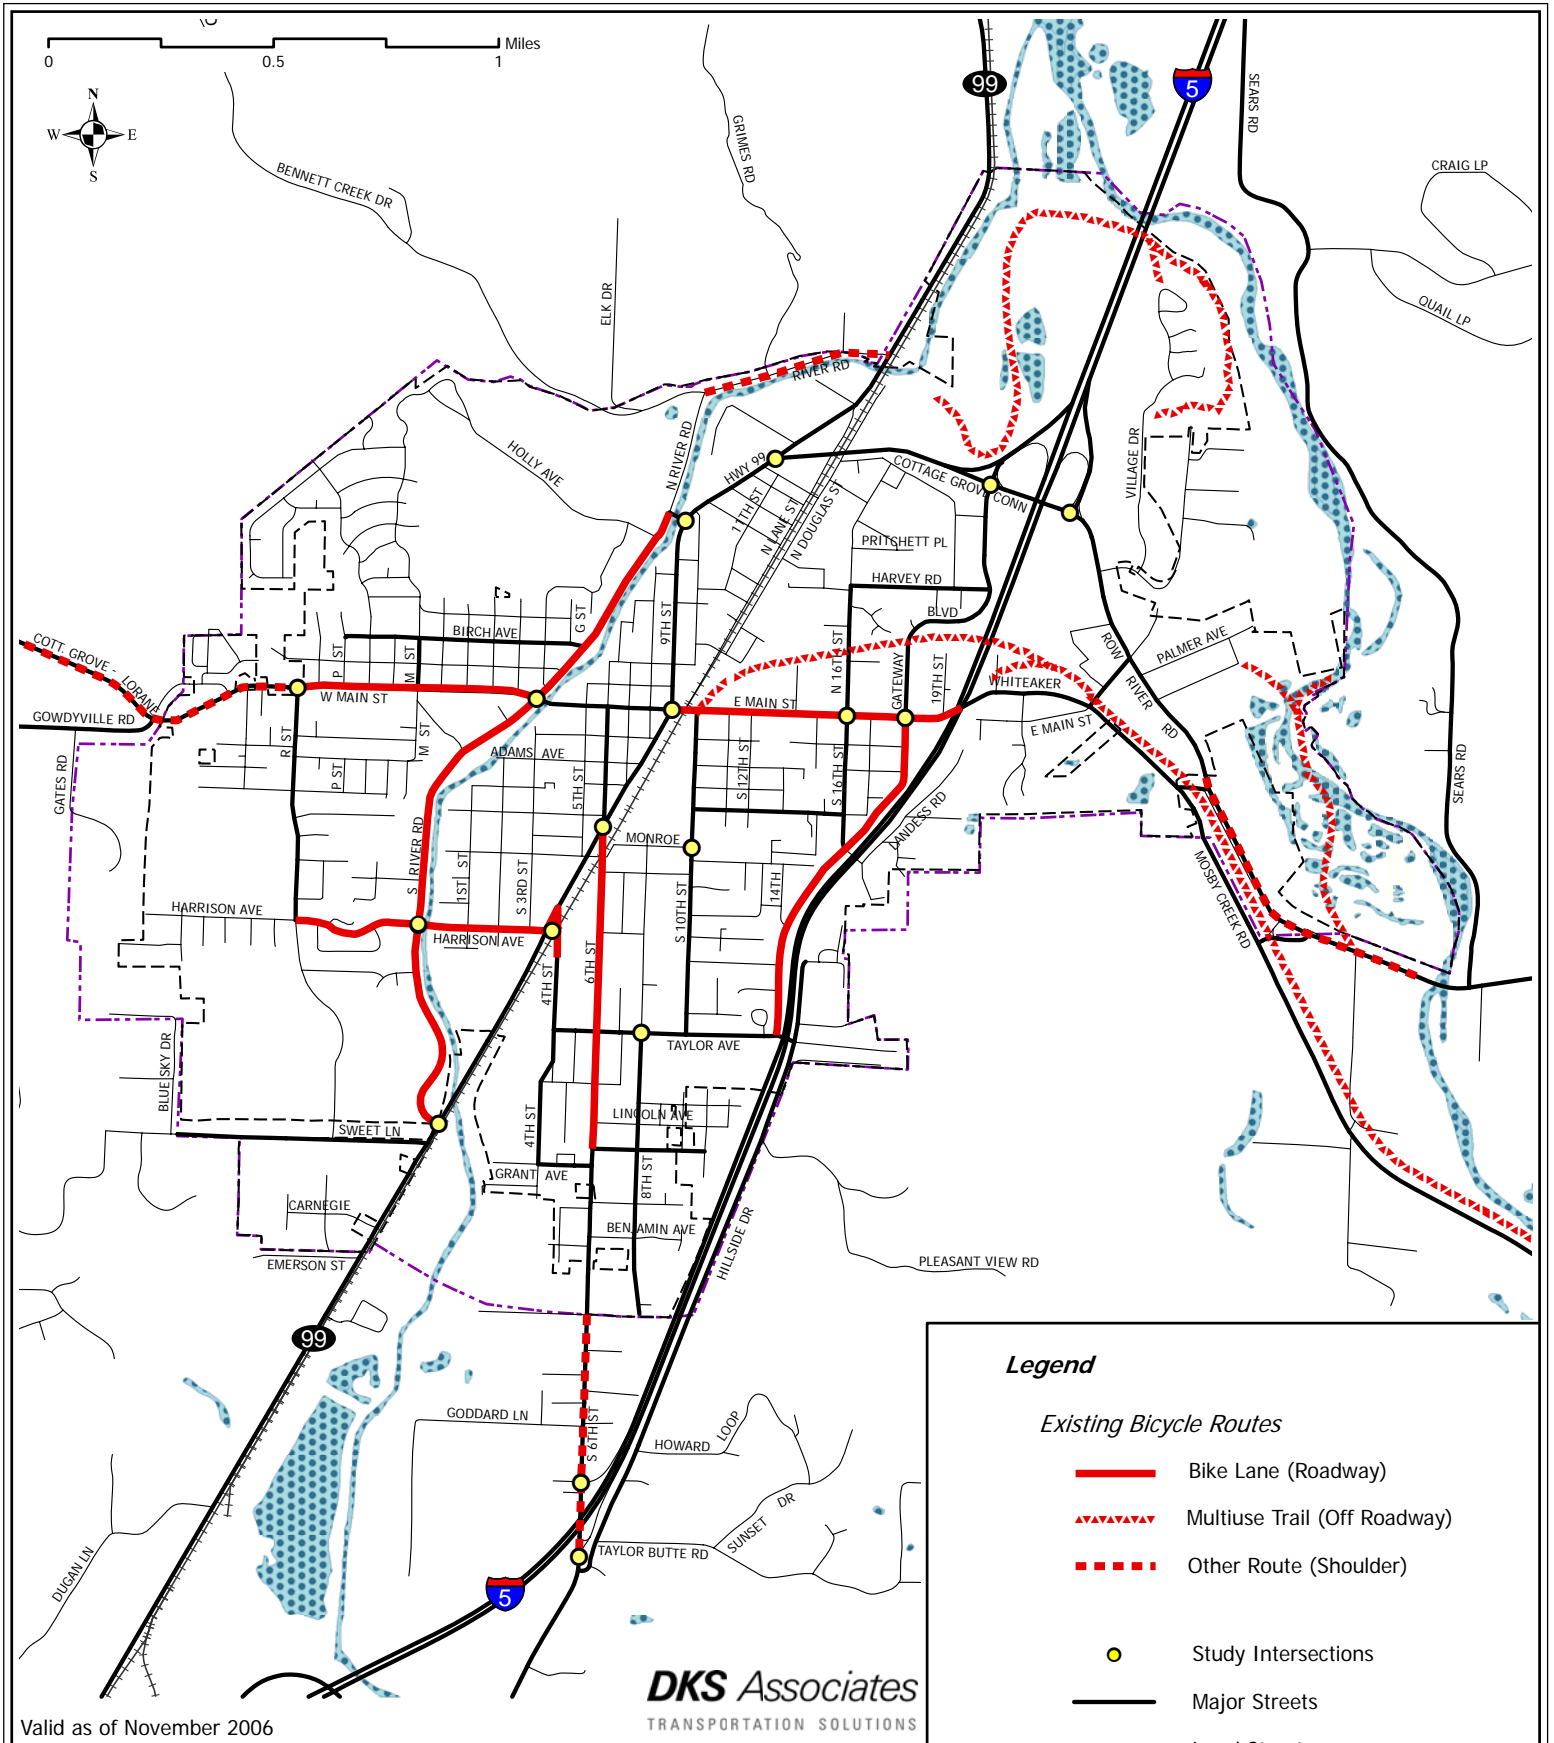 Miles
0
0.5
1
N
W
E
S
99
5
SEARS RD
CRAIG LP
QUAIL LP
GRIMES RD
BENNETT CREEK DR
ELK DR
RIVER RD
N RIVER RD
HOLLY AVE
HWY 99
COTTAGE GROVE CONN
VILLAGE DR
11TH ST
N LANE ST
N DOUGLAS ST
PRITCHETT PL
HARVEY RD
BLVD
9TH ST
G ST
BIRCH AVE
P ST
M ST
N 16TH ST
GATEWAY
19TH ST
ROW
RIVER
RD
PALMER AVE
WHITEAKER
COTT. GROVE -
LORANE
GOWDYVILLE RD
W MAIN ST
E MAIN ST
E MAIN ST
GATES RD
R ST
P ST
M ST
ADAMS AVE
5TH ST
S 12TH ST
S 16TH ST
LANDESS RD
SEARS RD
S RIVER RD
1ST ST
S 3RD ST
MONROE
14TH
S 10TH ST
MOSBY CREEK RD
HARRISON AVE
HARRISON AVE
4TH ST
6TH ST
TAYLOR AVE
BLUE SKY DR
SWEET LN
4TH ST
LINCOLN AVE
GRANT AVE
8TH ST
CARNEGIE
BENJAMIN AVE
HILLSIDE DR
EMERSON ST
PLEASANT VIEW RD
99
GODDARD LN
S 6TH ST
HOWARD
LOOP
SUNSET DR
TAYLOR BUTTE RD
DUGAN LN
5
Legend
Existing Bicycle Routes
Bike Lane (Roadway)
Multiuse Trail (Off Roadway)
Other Route (Shoulder)
Study Intersections
Major Streets
DKS Associates
TRANSPORTATION SOLUTIONS
Valid as of November 2006